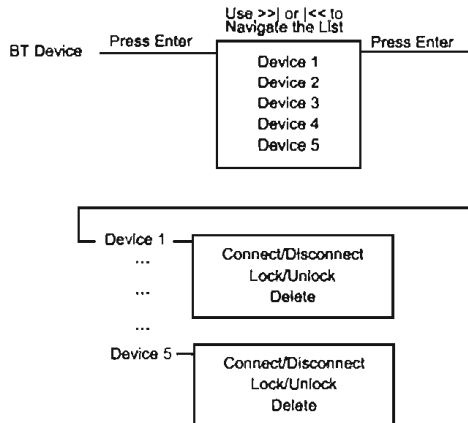 Use >>| or |<< to
Navigate the List
BT Device
Press Enter
Press Enter
Device 1
Device 2
Device 3
Device 4
Device 5
Device 1
Connect/Disconnect
Lock/Unlock
Delete
...
...
...
Device 5
Connect/Disconnect
Lock/Unlock
Delete